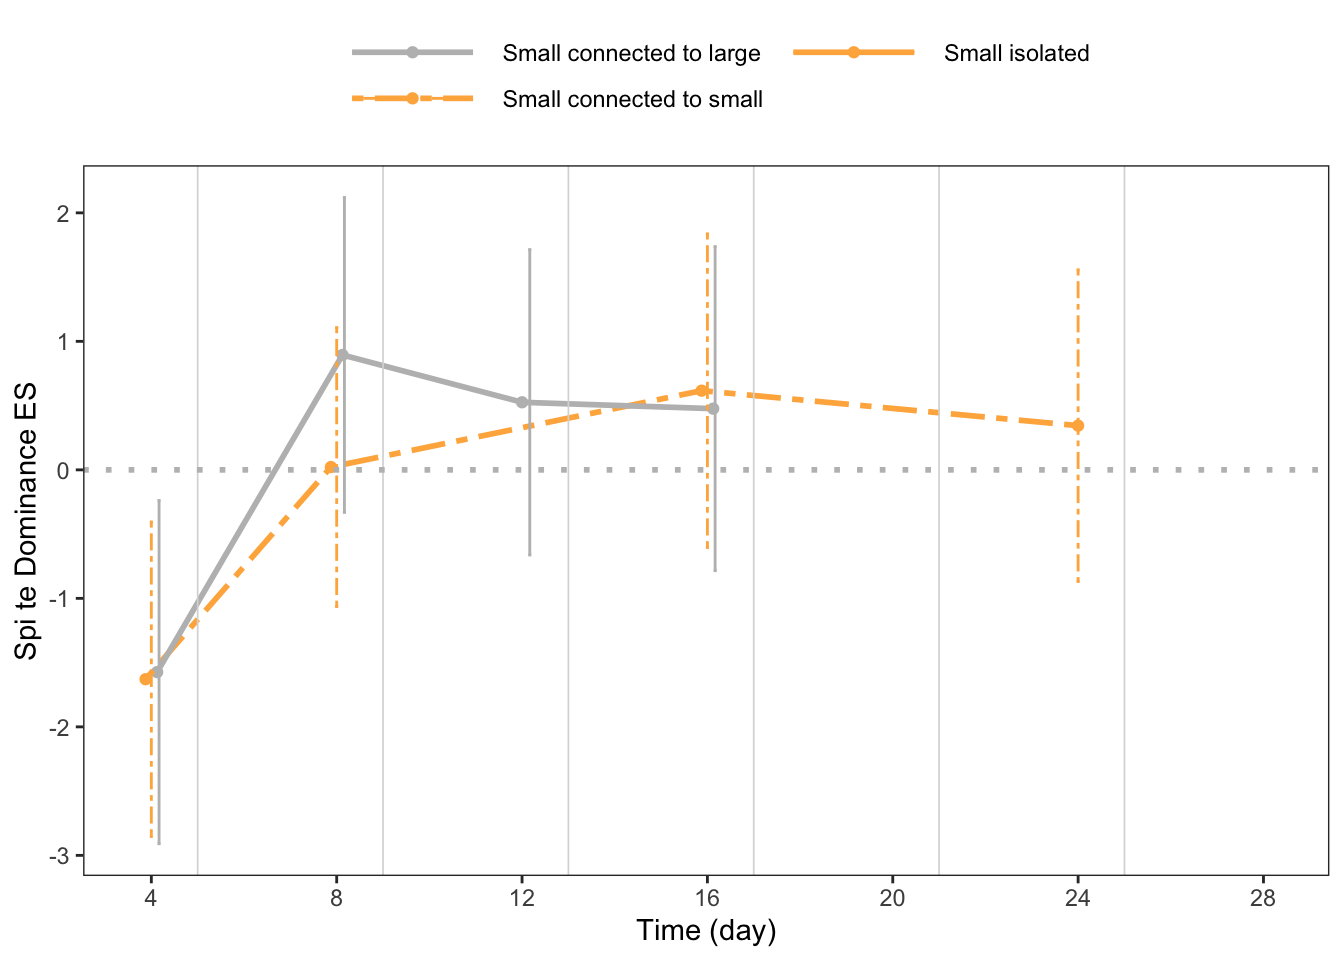 Small connected to large
Small isolated
Small connected to small
Spi te Dominance ES
2
1
0
-1
-2
-3
4
8
12
16
20
24
28
Time (day)